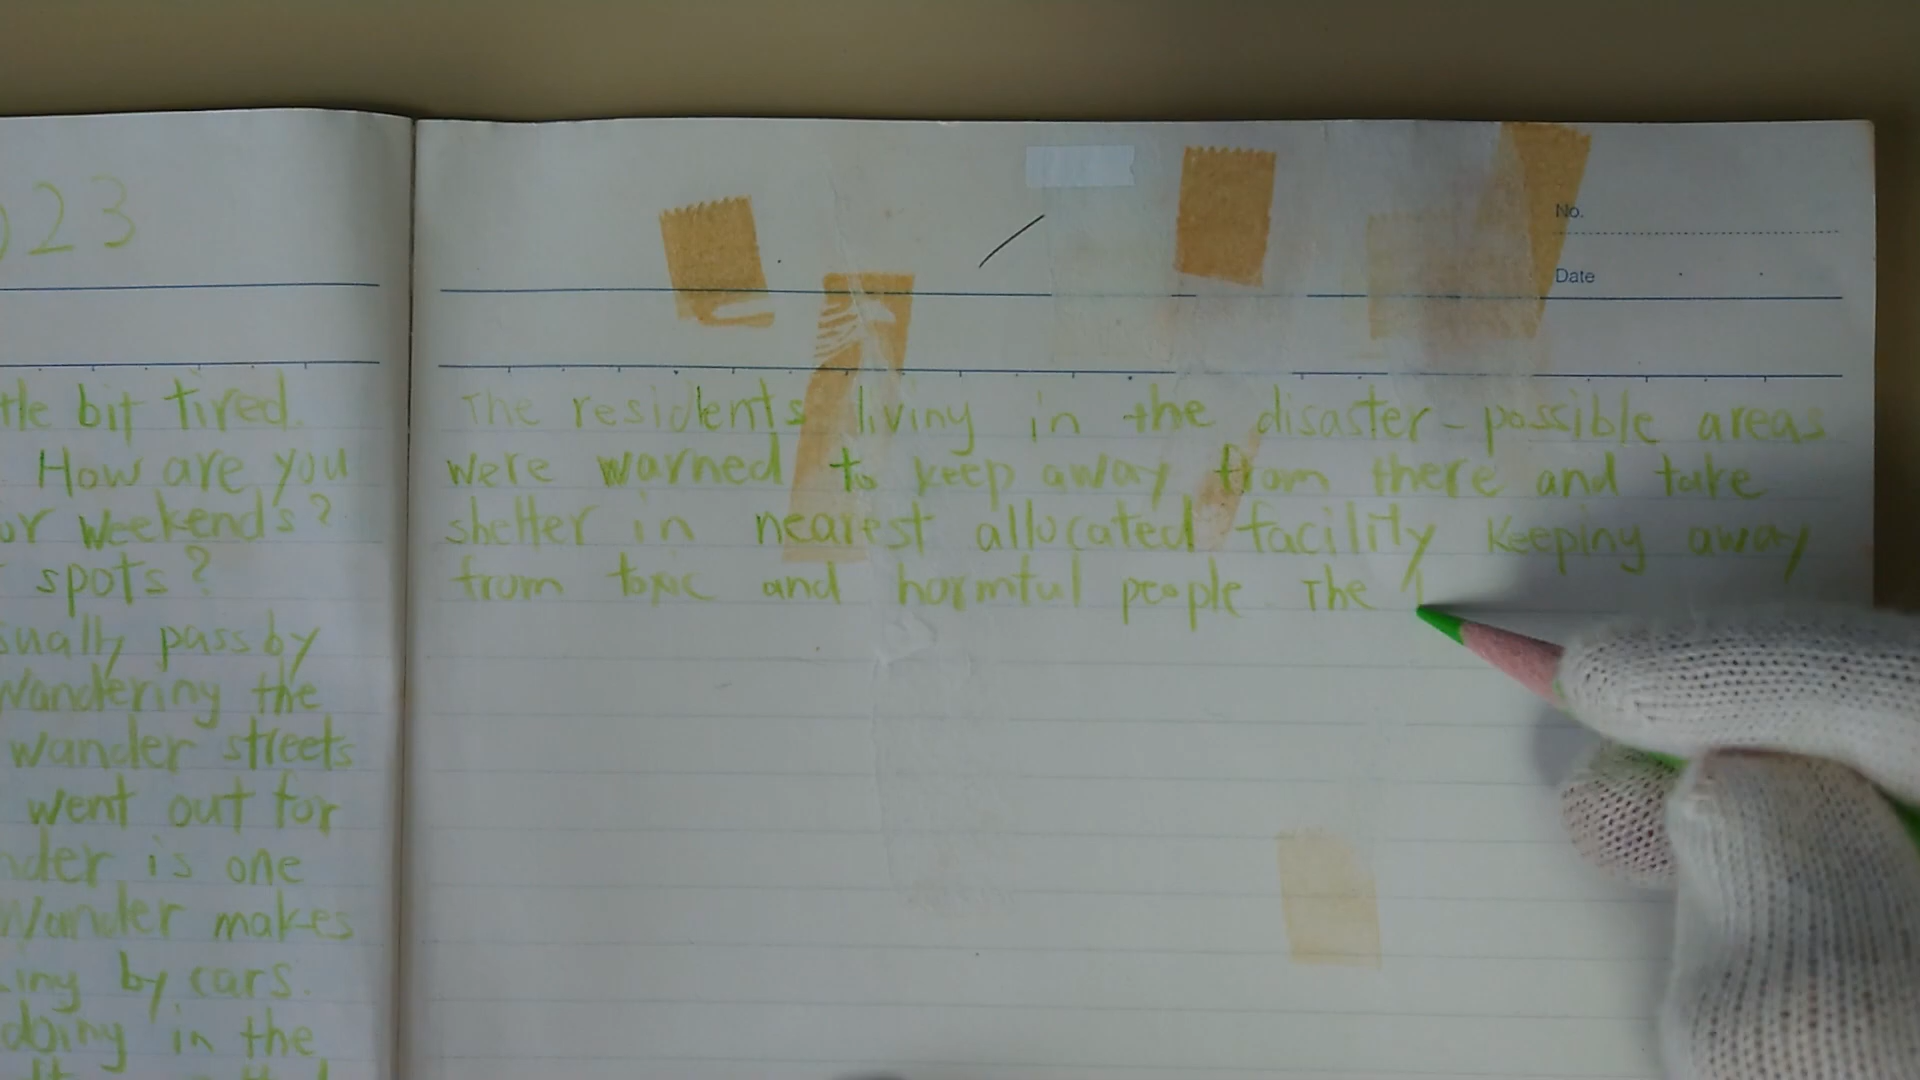 023
tle bit tired.
How are you
or weekends?
spots?
sually pass by
Wandering the
wander streets
went out for
nder is one
Wander makes
ing by cars.
doing in the
No.
Date
The residents living in the disaster-possible areas
were warned to keep away from there and take
shelter in nearest allocated facility Keeping away
from toxic and harmful people The